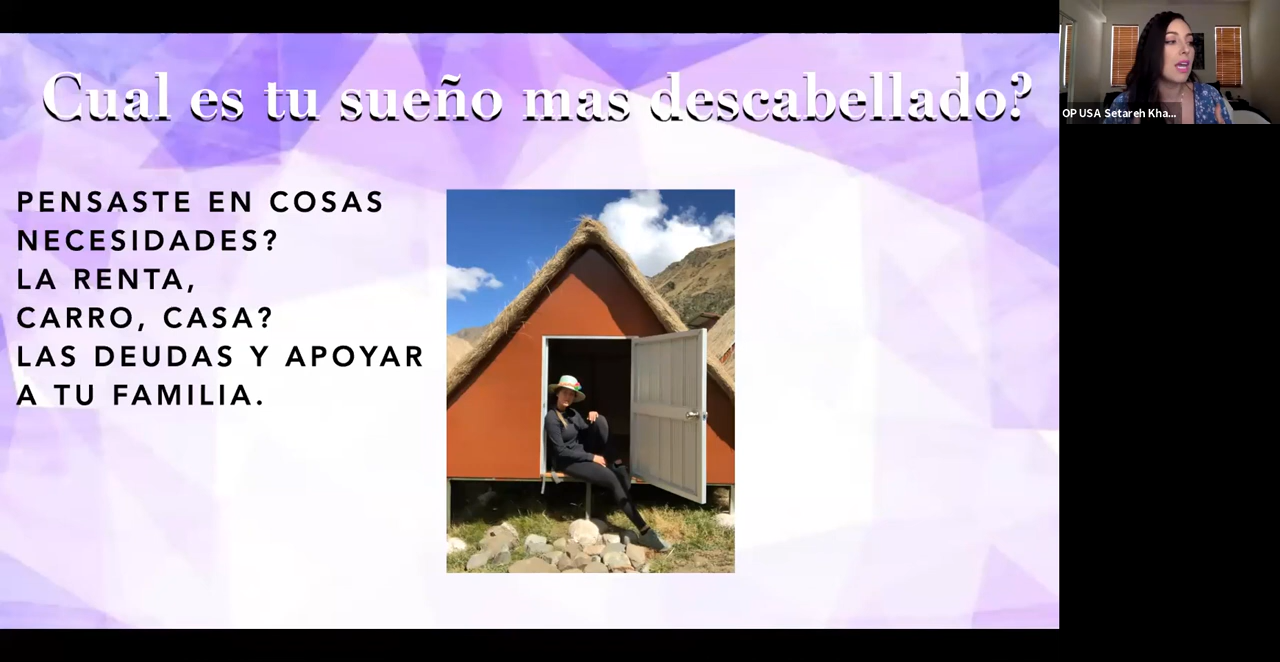 Cual es tu sueño mas descabellado?
PENSASTE EN COSAS
NECESIDADES?
LA RENTA,
CARRO, CASA?
LAS DEUDAS Y APOYAR
A TU FAMILIA.
OP USA Setareh Kha...